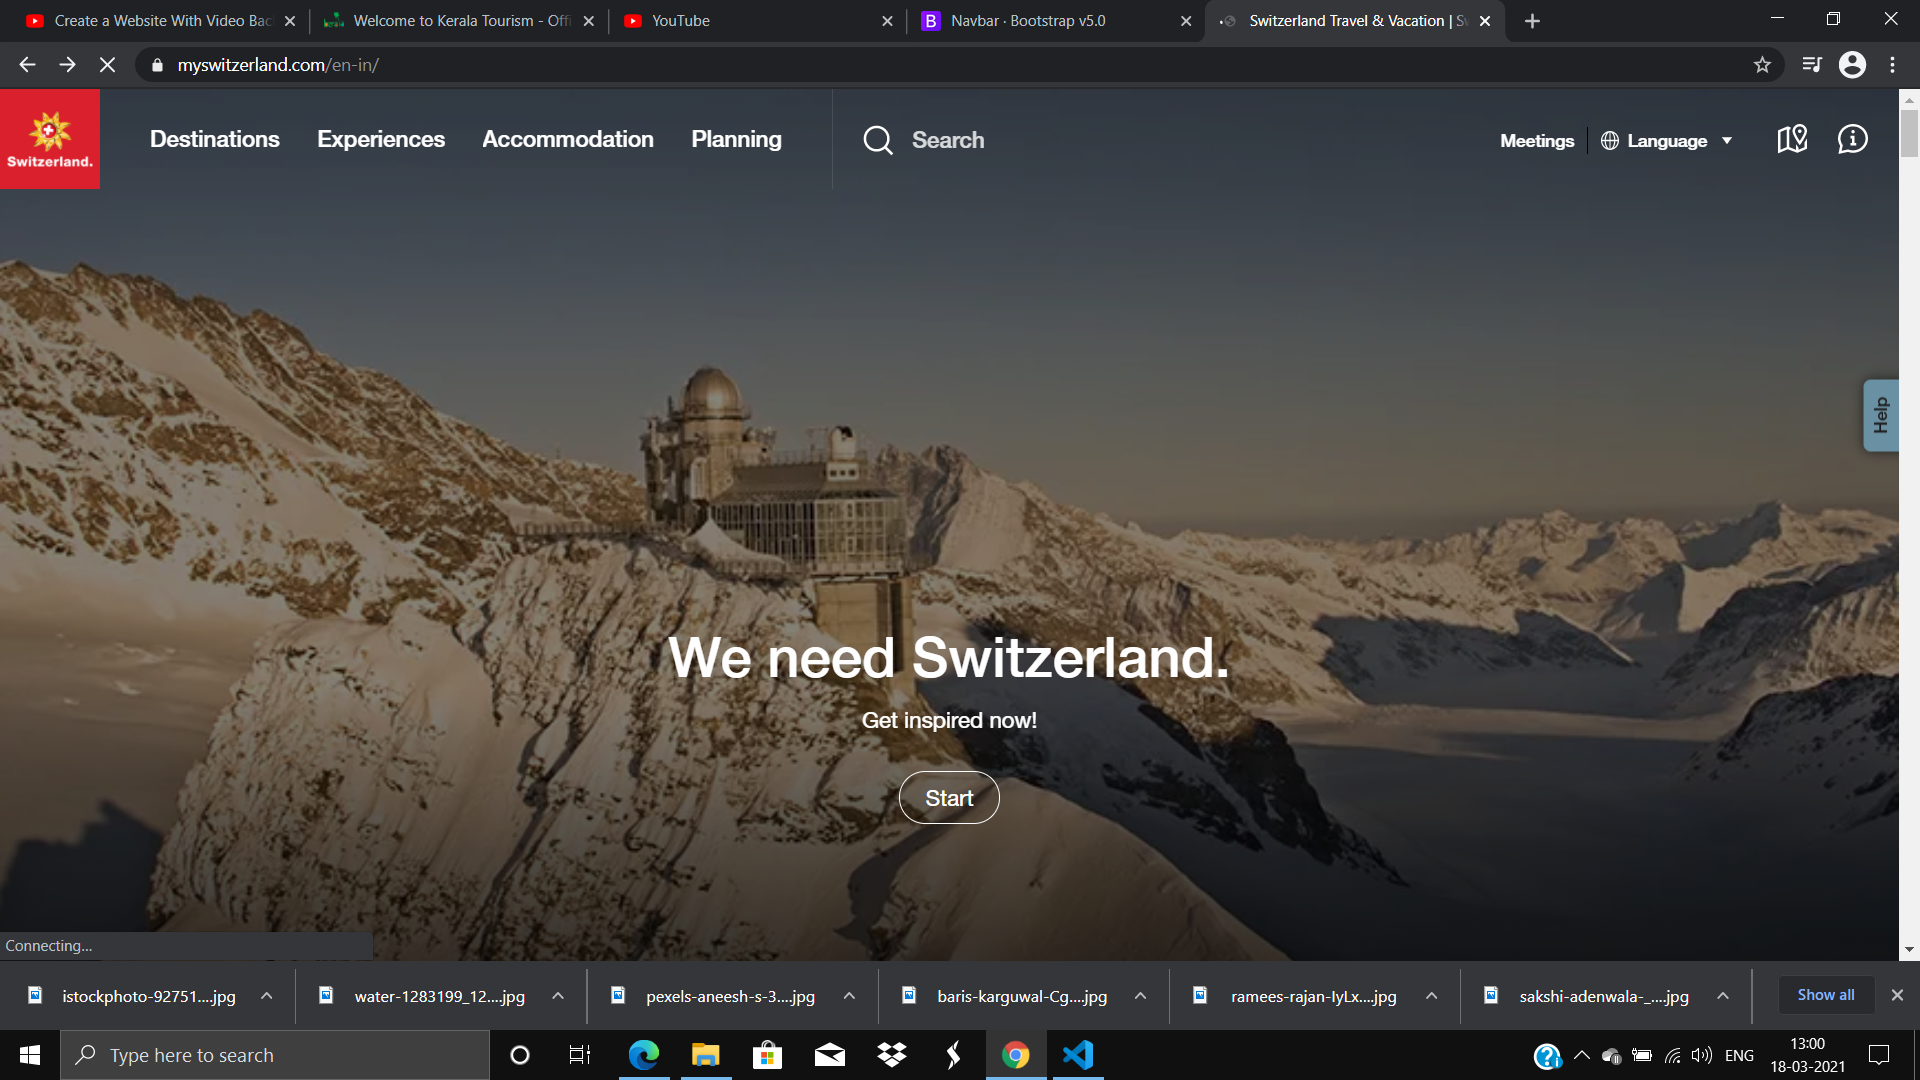 Create a Website With Video Bac
Welcome to Kerala Tourism - Offi
YouTube
B
Navbar · Bootstrap v5.0
Switzerland Travel & Vacation | Sw
myswitzerland.com/en-in/
Switzerland.
Destinations
Experiences
Accommodation
Planning
Search
Meetings
Language
Help
We need Switzerland.
Get inspired now!
Start
Connecting...
istockphoto-92751....jpg
water-1283199_12....jpg
pexels-aneesh-s-3....jpg
baris-karguwal-Cg....jpg
ramees-rajan-IyLx....jpg
sakshi-adenwala-_....jpg
Show all
Type here to search
ENG
13:00
18-03-2021